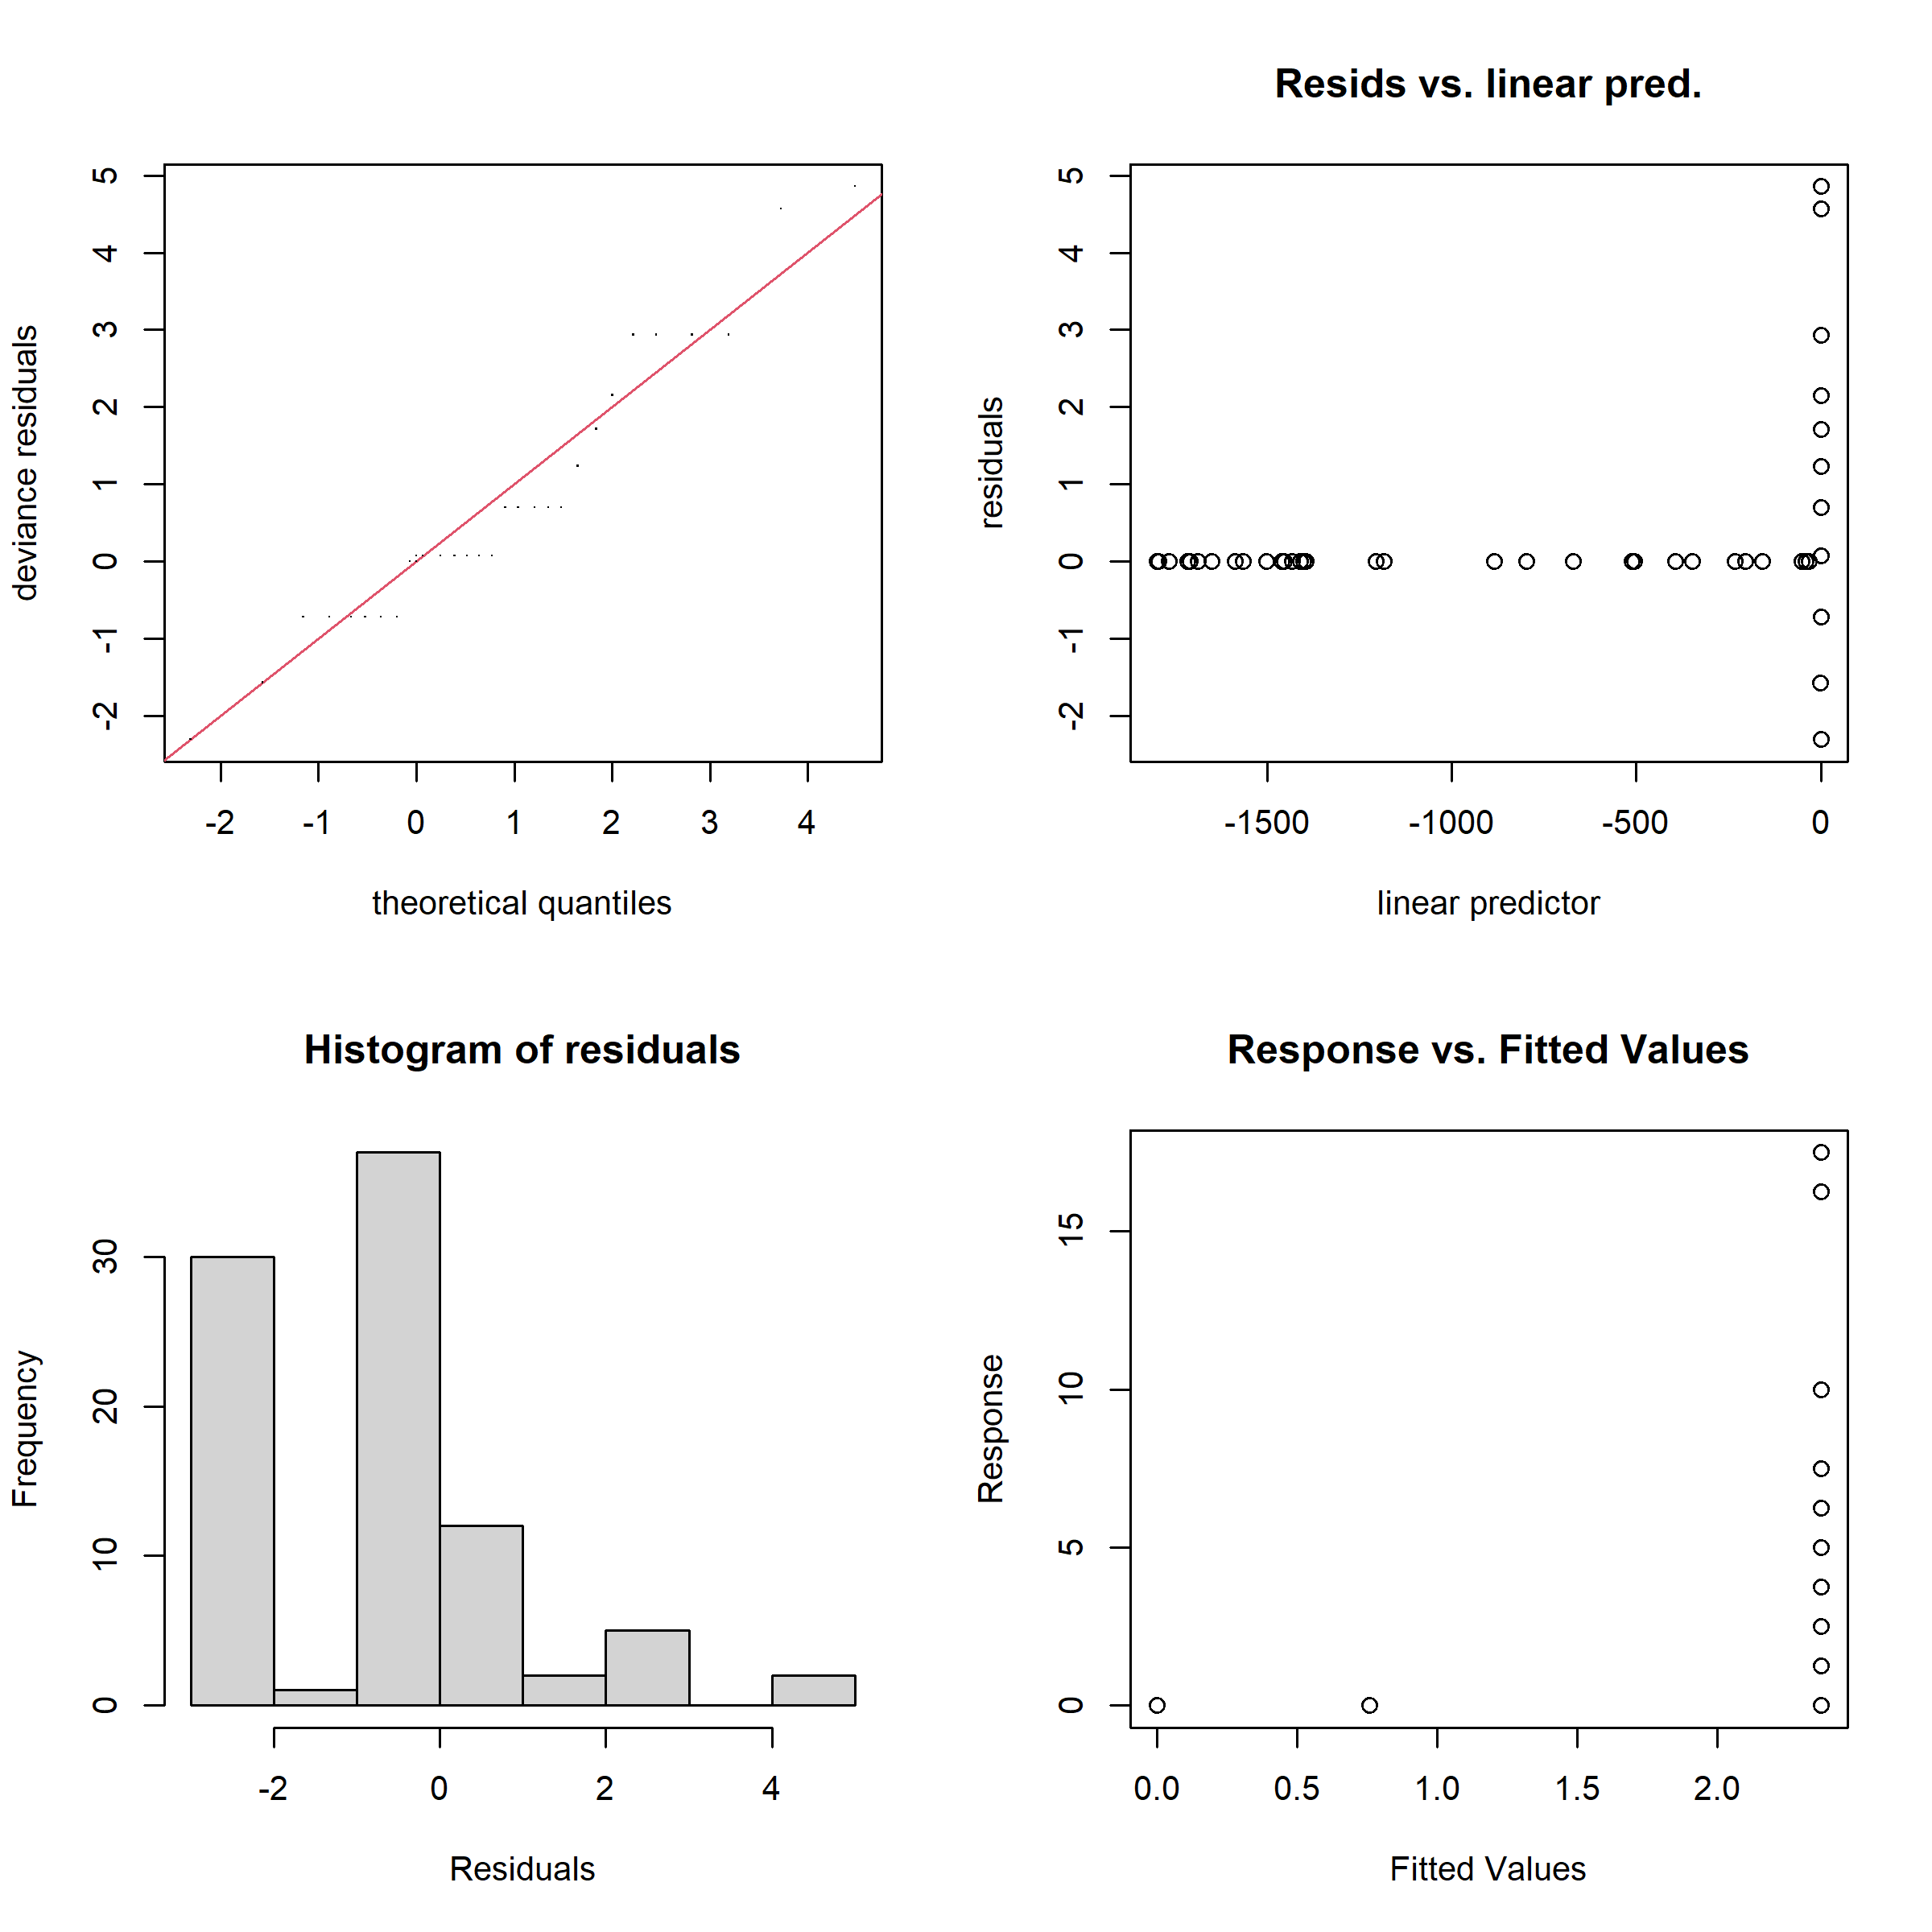 Resids vs. linear pred.
deviance residuals
5
4
3
2
1
0
-1
-2
-2 -1 0 1 2 3 4
theoretical quantiles
residuals
5
4
3
2
1
0
-1
-2
-1500 -1000 -500 0
linear predictor
Histogram of residuals
Frequency
30
20
10
0
-2 0 2 4
Residuals
Response vs. Fitted Values
Response
15
10
5
0
0.0 0.5 1.0 1.5 2.0
Fitted Values